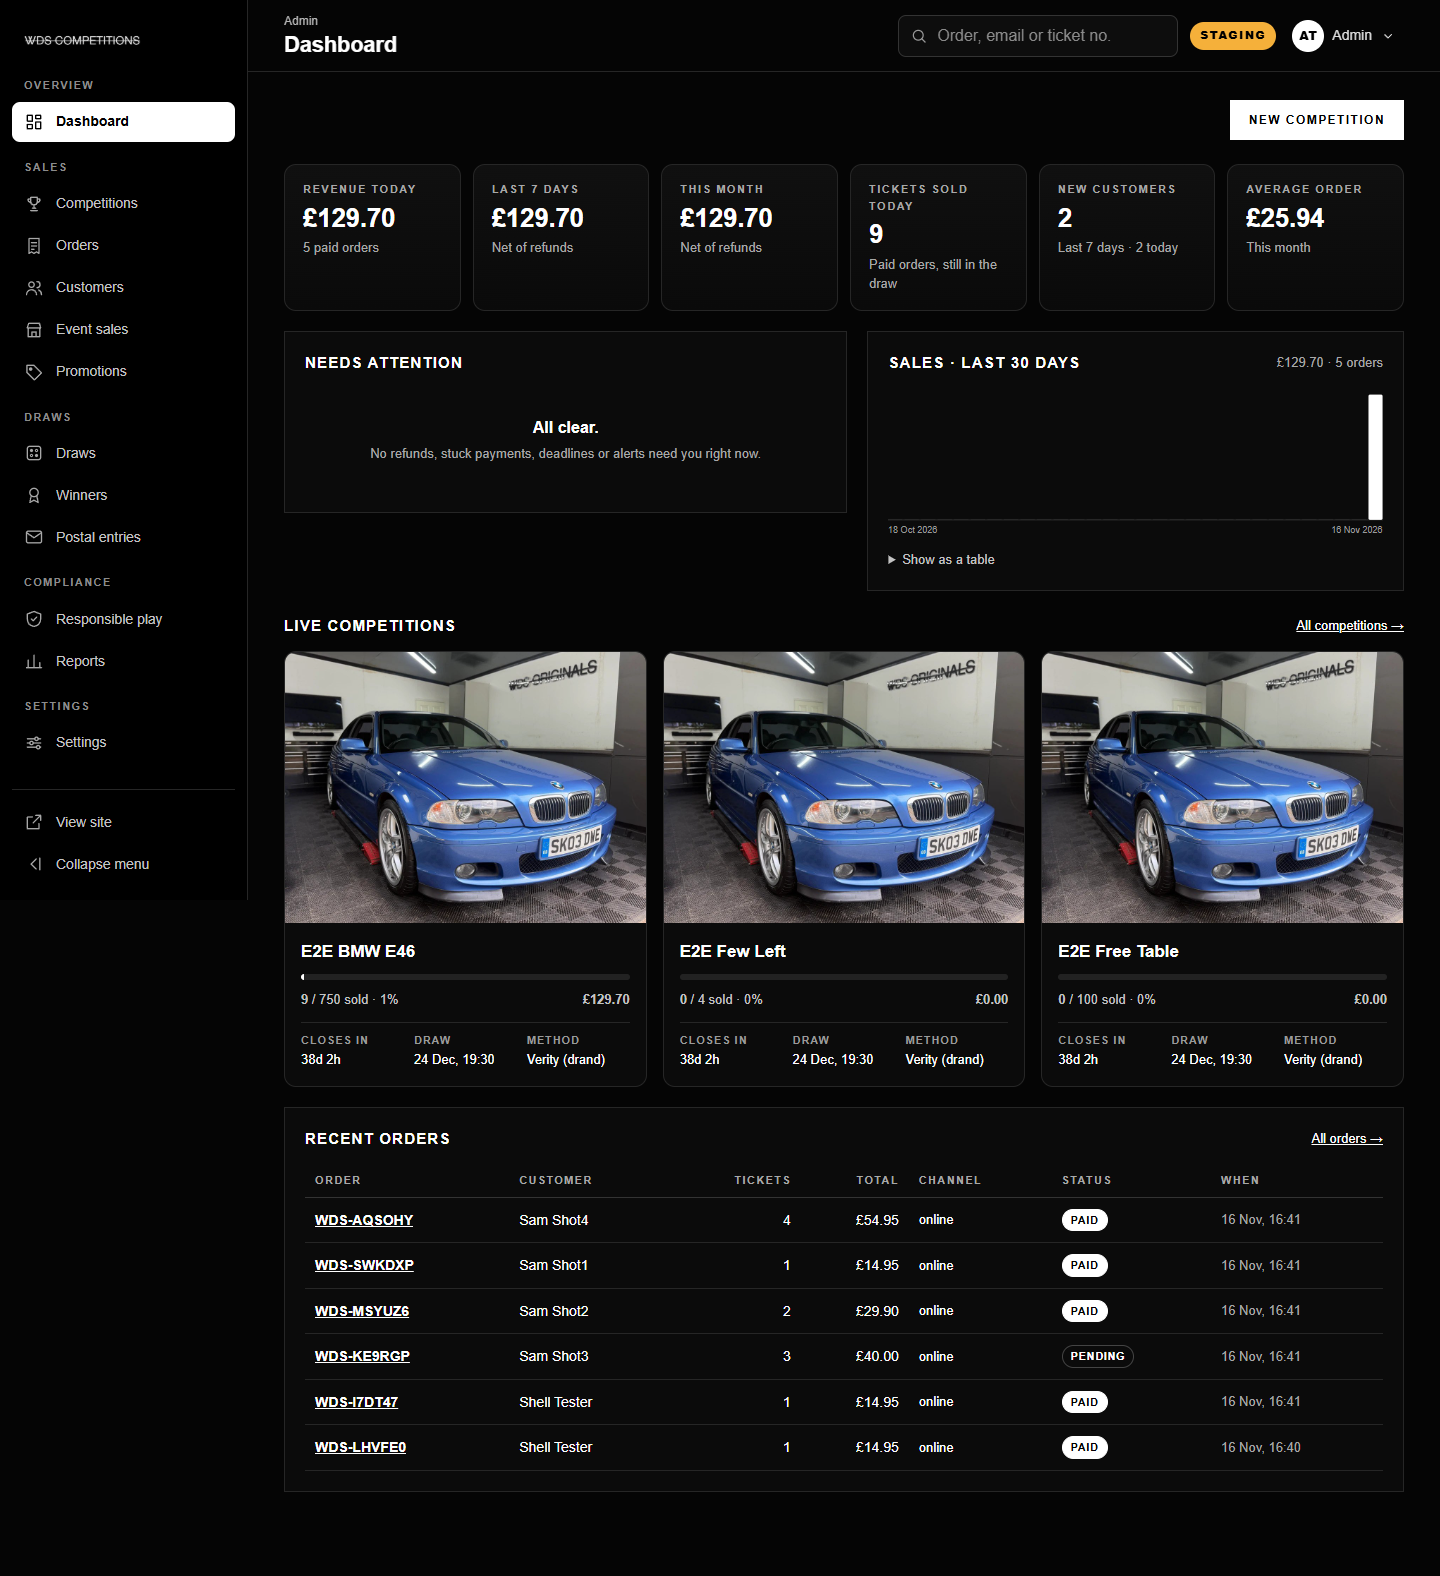 WDS COMPETITIONS
OVERVIEW
Dashboard
SALES
Competitions
Orders
Customers
Event sales
Promotions
DRAWS
Draws
Winners
Postal entries
COMPLIANCE
Responsible play
Reports
SETTINGS
Settings
View site
Collapse menu
Admin
Dashboard
Order, email or ticket no.
STAGING
AT
Admin
NEW COMPETITION
REVENUE TODAY
£129.70
5 paid orders
LAST 7 DAYS
£129.70
Net of refunds
THIS MONTH
£129.70
Net of refunds
TICKETS SOLD
TODAY
9
Paid orders, still in the
draw
NEW CUSTOMERS
2
Last 7 days · 2 today
AVERAGE ORDER
£25.94
This month
NEEDS ATTENTION
All clear.
No refunds, stuck payments, deadlines or alerts need you right now.
SALES · LAST 30 DAYS
£129.70 · 5 orders
18 Oct 2026
16 Nov 2026
Show as a table
LIVE COMPETITIONS
All competitions →
WDS ORIGINALS
SK03 DWE
E2E BMW E46
9 / 750 sold · 1%
£129.70
CLOSES IN
DRAW
METHOD
38d 2h
24 Dec, 19:30
Verity (drand)
WDS ORIGINALS
SK03 DWE
E2E Few Left
0 / 4 sold · 0%
£0.00
CLOSES IN
DRAW
METHOD
38d 2h
24 Dec, 19:30
Verity (drand)
WDS ORIGINALS
SK03 DWE
E2E Free Table
0 / 100 sold · 0%
£0.00
CLOSES IN
DRAW
METHOD
38d 2h
24 Dec, 19:30
Verity (drand)
RECENT ORDERS
All orders →
ORDER CUSTOMER TICKETS TOTAL CHANNEL STATUS WHEN
WDS-AQSOHY Sam Shot4 4 £54.95 online PAID 16 Nov, 16:41
WDS-SWKDXP Sam Shot1 1 £14.95 online PAID 16 Nov, 16:41
WDS-MSYUZ6 Sam Shot2 2 £29.90 online PAID 16 Nov, 16:41
WDS-KE9RGP Sam Shot3 3 £40.00 online PENDING 16 Nov, 16:41
WDS-I7DT47 Shell Tester 1 £14.95 online PAID 16 Nov, 16:41
WDS-LHVFE0 Shell Tester 1 £14.95 online PAID 16 Nov, 16:40